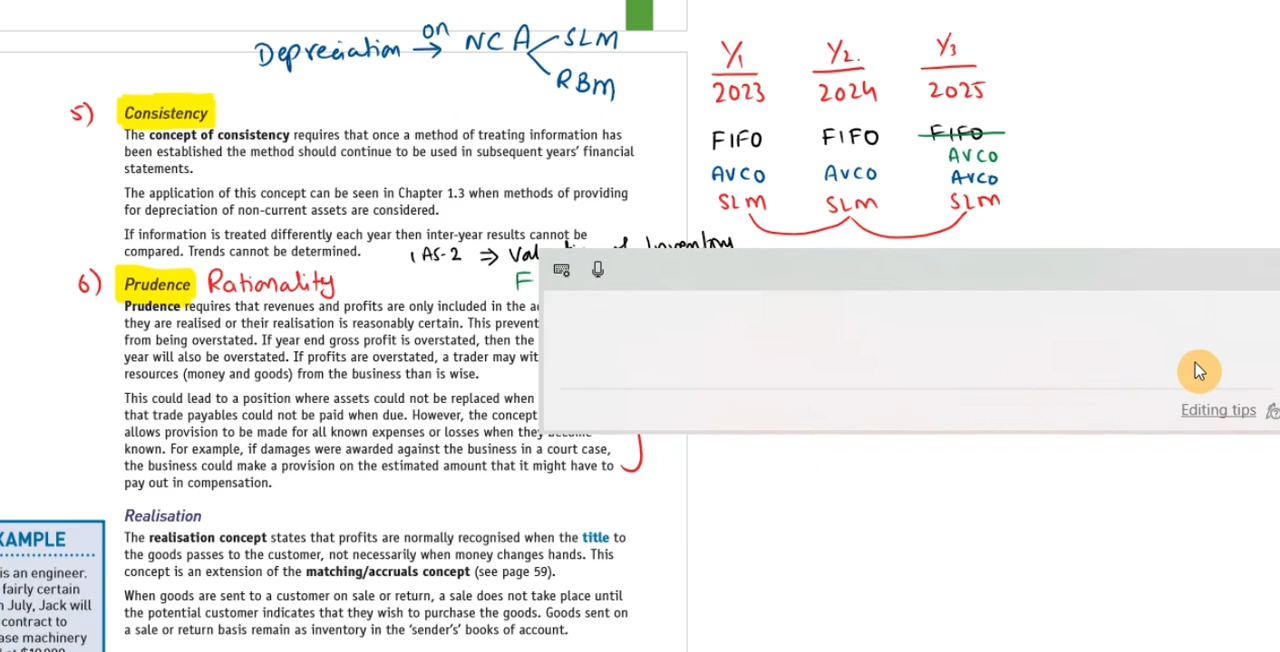 Depreciation on → NCA SLM
RBM
5) Consistency
The concept of consistency requires that once a method of treating information has
been established the method should continue to be used in subsequent years' financial
statements.
The application of this concept can be seen in Chapter 1.3 when methods of providing
for depreciation of non-current assets are considered.
If information is treated differently each year then inter-year results cannot be
compared. Trends cannot be determined.
IAS-2 ⇒ Inventory
6) Prudence Rationality
F
Prudence requires that revenues and profits are only included in the
they are realised or their realisation is reasonably certain. This prevent
from being overstated. If year end gross profit is overstated, then the
year will also be overstated. If profits are overstated, a trader may wit
resources (money and goods) from the business than is wise.
This could lead to a position where assets could not be replaced when
that trade payables could not be paid when due. However, the concept
allows provision to be made for all known expenses or losses when they become
known. For example, if damages were awarded against the business in a court case,
the business could make a provision on the estimated amount that it might have to
pay out in compensation.
Realisation
The realisation concept states that profits are normally recognised when the title to
the goods passes to the customer, not necessarily when money changes hands. This
concept is an extension of the matching/accruals concept (see page 59).
When goods are sent to a customer on sale or return, a sale does not take place until
the potential customer indicates that they wish to purchase the goods. Goods sent on
a sale or return basis remain as inventory in the 'sender's' books of account.
XAMPLE
is an engineer.
fairly certain
July, Jack will
contract to
ase machinery
Y1 Y2 Y3
2023 2024 2025
FIFO FIFO FIFO
AVCO
AVCO AVCO AVCO
SLM SLM SLM
Editing tips